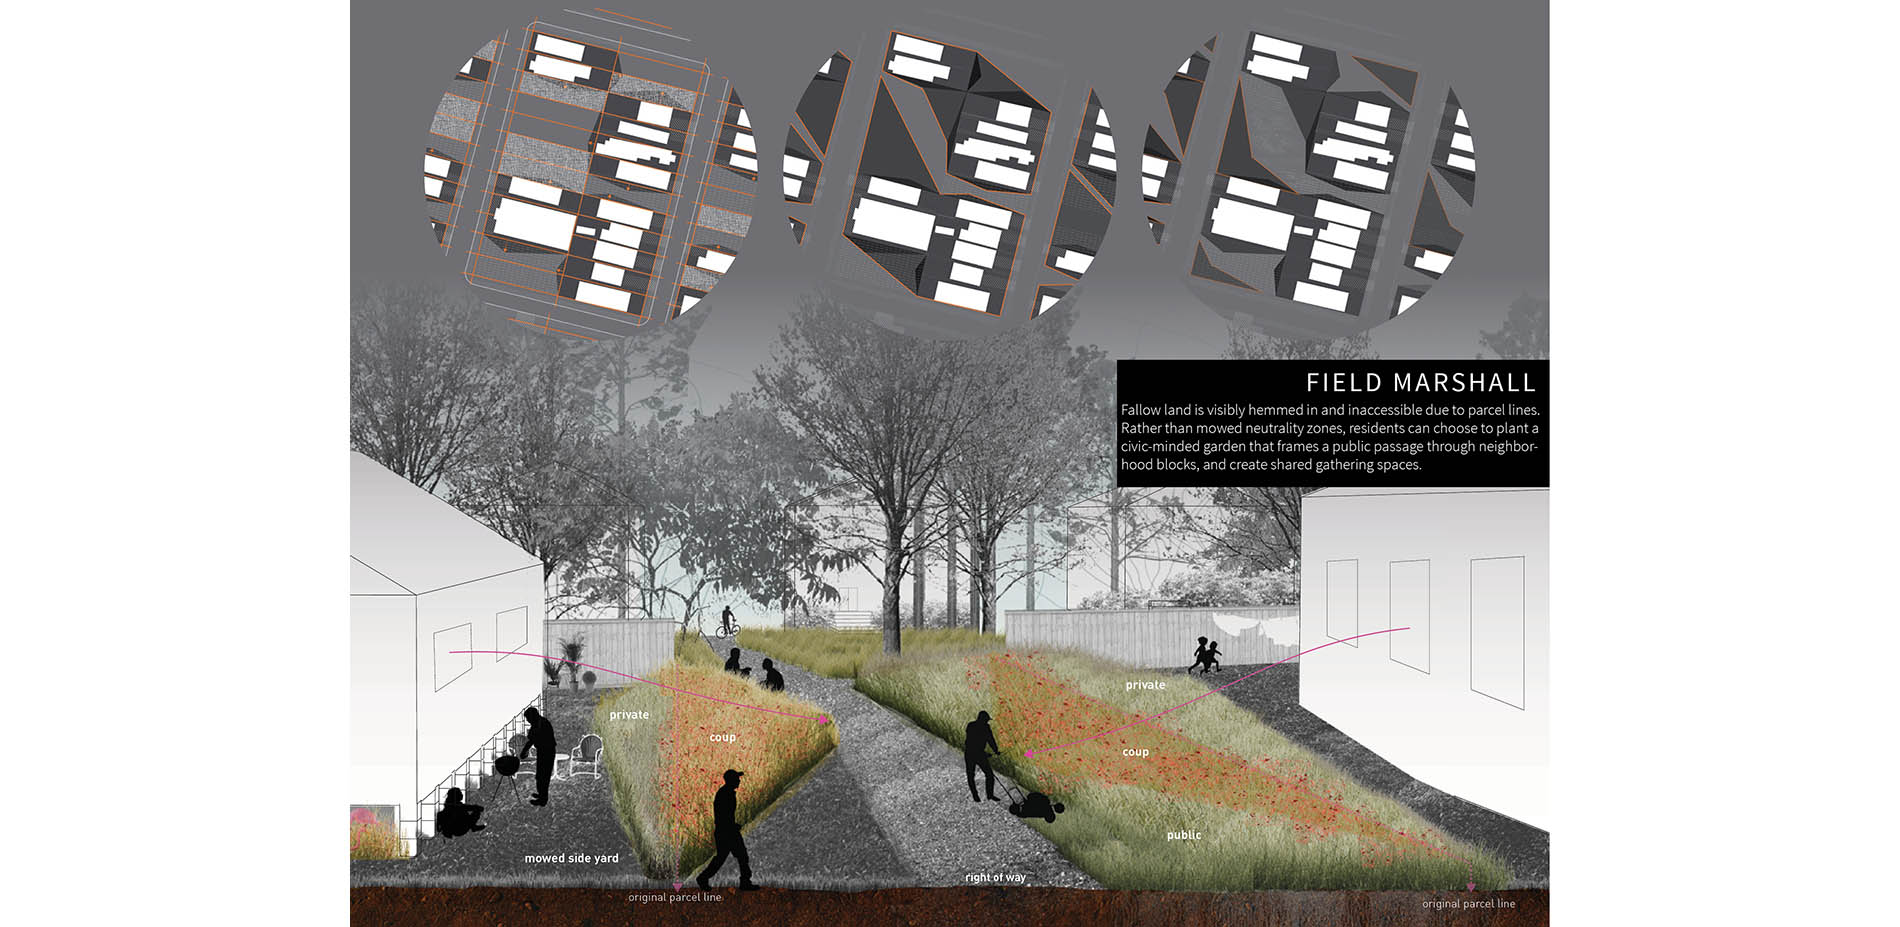 FIELD MARSHALL
Fallow land is visibly hemmed in and inaccessible due to parcel lines.
Rather than mowed neutrality zones, residents can choose to plant a
civic-minded garden that frames a public passage through neighbor-
hood blocks, and create shared gathering spaces.
private
private
coup
coup
public
mowed side yard
right of way
original parcel line
original parcel line